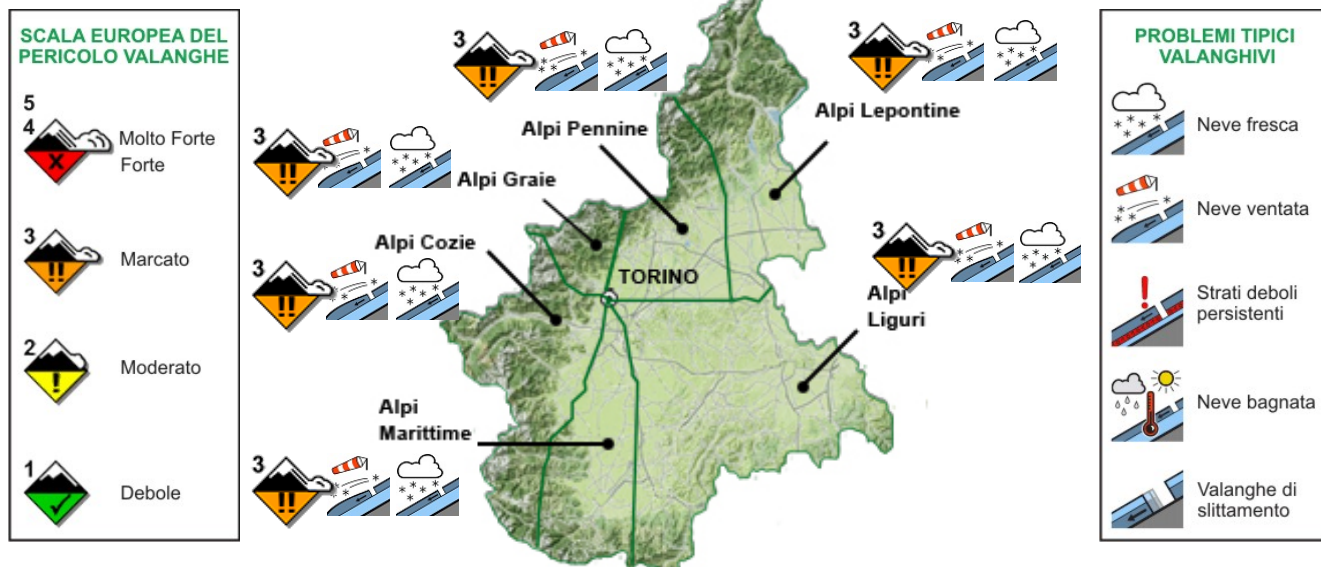 SCALA EUROPEA DEL
PERICOLO VALANGHE
5
4
Molto Forte
Forte
3
Marcato
2
Moderato
1
Debole
3
3
Alpi Lepontine
Alpi Pennine
3
Alpi Graie
Alpi Cozie
3
3
TORINO
Alpi
Liguri
Alpi
Marittime
3
PROBLEMI TIPICI
VALANGHIVI
Neve fresca
Neve ventata
Strati deboli
persistenti
Neve bagnata
Valanghe di
slittamento